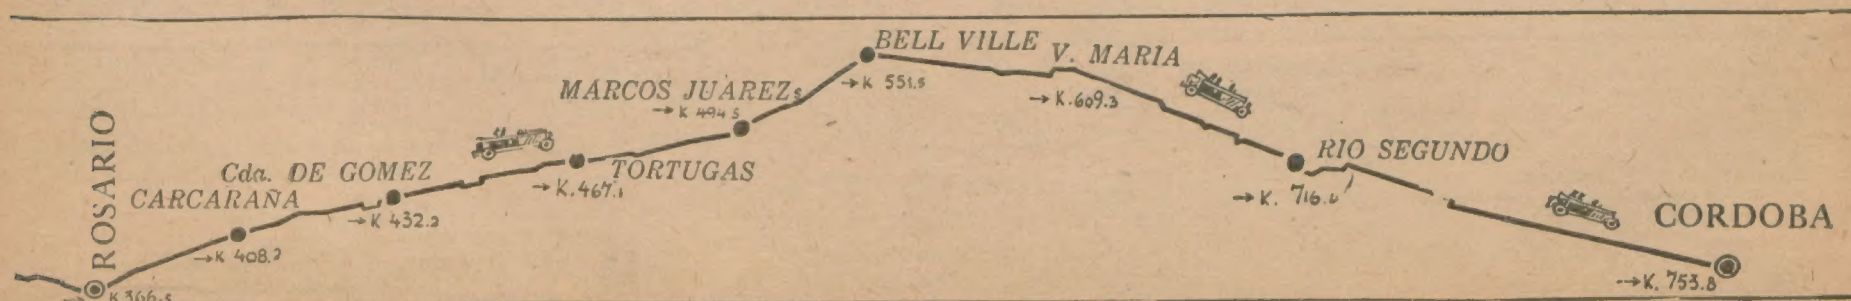 ROSARIO
K 366.5
CARCARAÑA
→K 408.2
Cda. DE GOMEZ
→K 432.2
TORTUGAS
→K. 467.1
MARCOS JUAREZ
→K 494.5
BELL VILLE
→K 551.5
V. MARIA
→K. 609.3
RIO SEGUNDO
→K. 716.0
CORDOBA
→K. 753.8